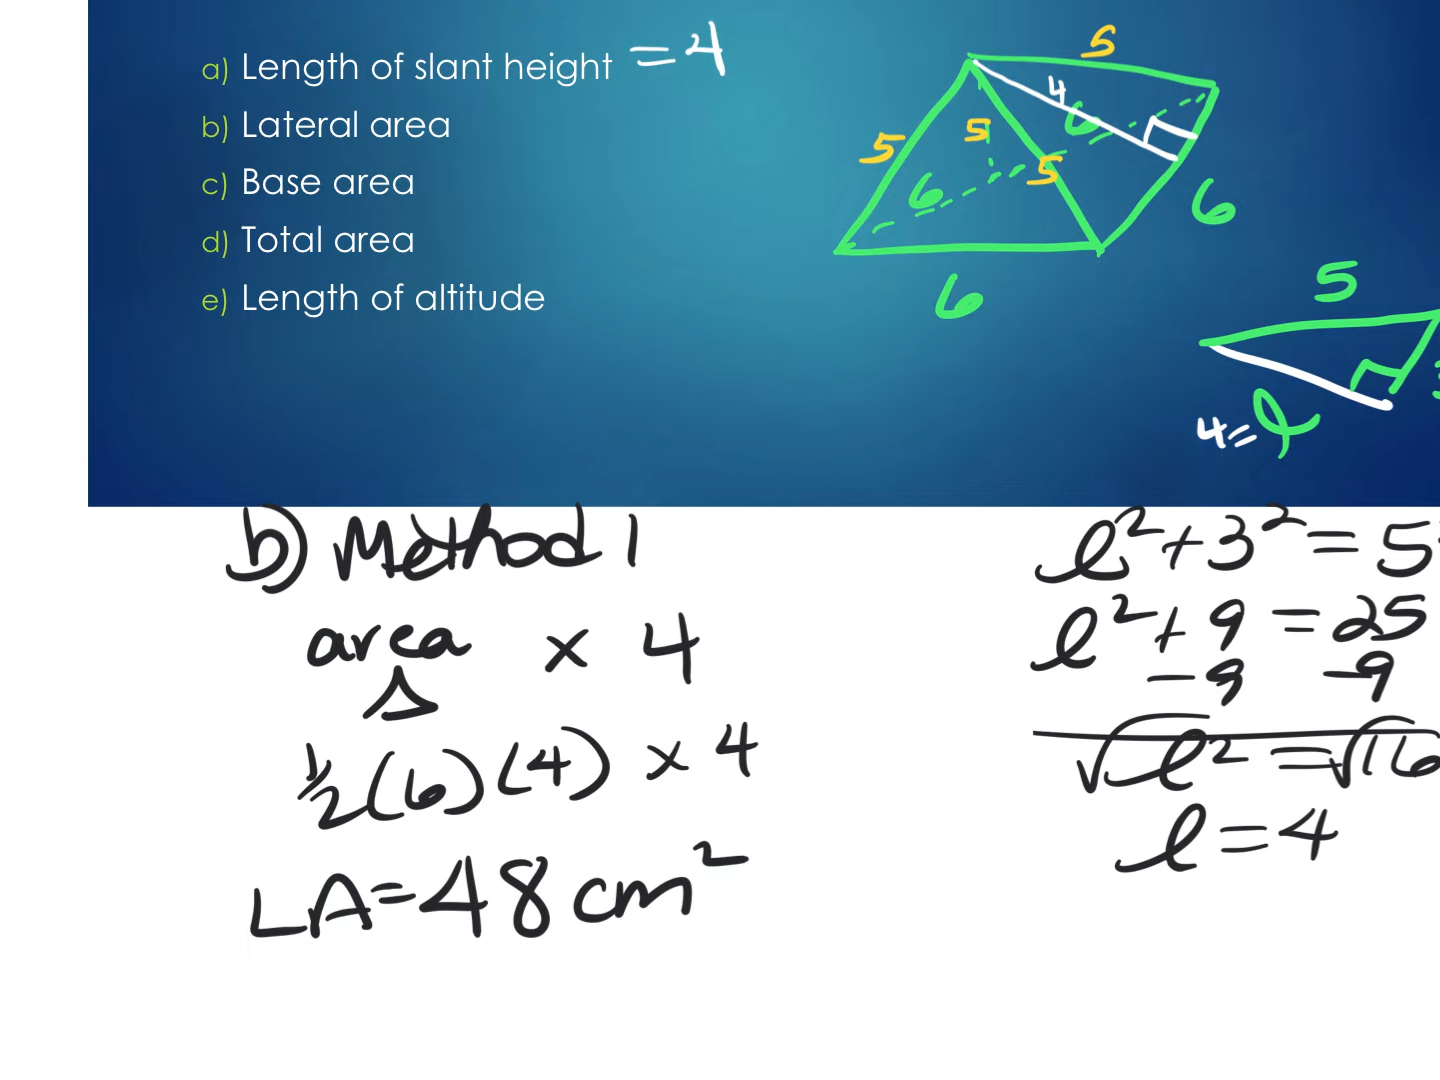 a) Length of slant height = 4
b) Lateral area
c) Base area
d) Total area
e) Length of altitude
5
4
6
5
5
5
6
6
6
5
4 = l
b) Method 1
area △ x 4
1/2 (6) (4) x 4
LA = 48 cm²
l² + 3² = 5
l² + 9 = 25
-9 -9
√l² = √16
l = 4